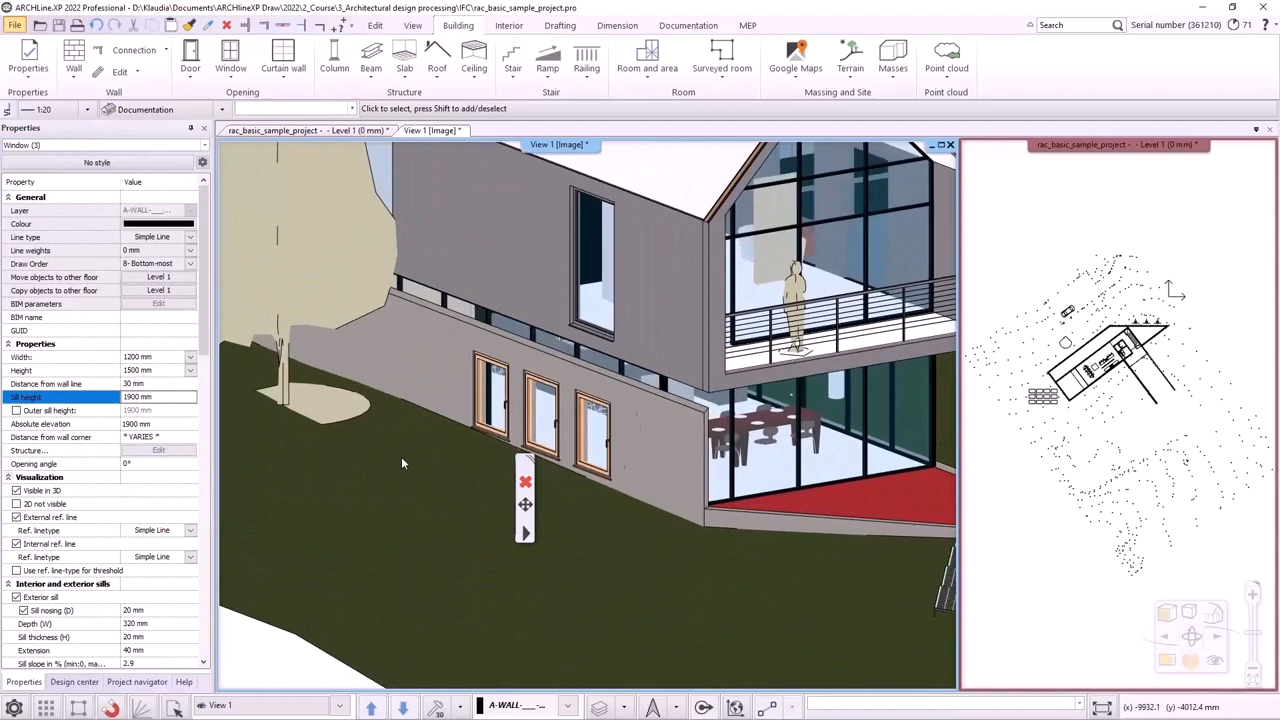 ARCHline.XP 2022 Professional - D:\Klaudia\Documents\ARCHlineXP Draw\2022\2_Course\3_Architectural design processing\IFC\rac_basic_sample_project.pro
File
Edit View Building Interior Drafting Dimension Documentation MEP
Search
Serial number (361210)
71
Properties
Wall
Connection
Edit
Door
Window
Curtain wall
Column
Beam
Slab
Roof
Ceiling
Stair
Ramp
Railing
Room and area
Surveyed room
Google Maps
Terrain
Masses
Point cloud
Properties Wall Opening Structure Stair Room Massing and Site Point cloud
1:20
Documentation
Click to select, press Shift to add/deselect
Properties
rac_basic_sample_project - - Level 1 (0 mm) *
View 1 [Image] *
Window (3)
View 1 [Image] *
rac_basic_sample_project - - Level 1 (0 mm) *
No style
Property Value
General
Layer A-WALL-___...
Colour
Line type Simple Line
Line weights 0 mm
Draw Order 8- Bottom-most
Move objects to other floor Level 1
Copy objects to other floor Level 1
BIM parameters Edit
BIM name
GUID
Properties
Width: 1200 mm
Height 1500 mm
Distance from wall line 30 mm
Sill height: 1900 mm
Outer sill height: 1900 mm
Absolute elevation 1900 mm
Distance from wall corner * VARIES *
Structure... Edit
Opening angle 0°
Visualization
Visible in 3D
2D not visible
External ref. line
Ref. linetype Simple Line
Internal ref. line
Ref. linetype Simple Line
Use ref. line-type for threshold
Interior and exterior sills
Exterior sill
Sill nosing (D) 20 mm
Depth (W) 320 mm
Sill thickness (H) 20 mm
Extension 40 mm
Sill slope in % (min:0, ma... 2.9
Properties Design center Project navigator Help
View 1
30
A-WALL-___-...
(x) -9932.1 (y) -4012.4 mm